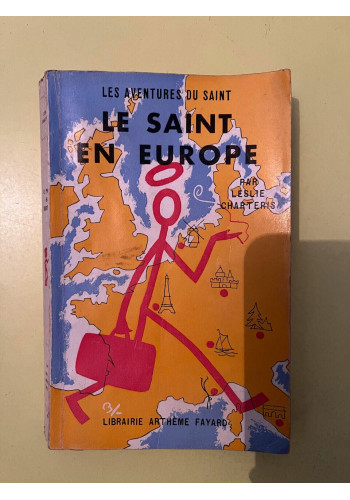 LES AVENTURES DU SAINT
LE SAINT
EN EUROPE
PAR
LESLIE
CHARTERIS
LIBRAIRIE ARTHÈME FAYARD